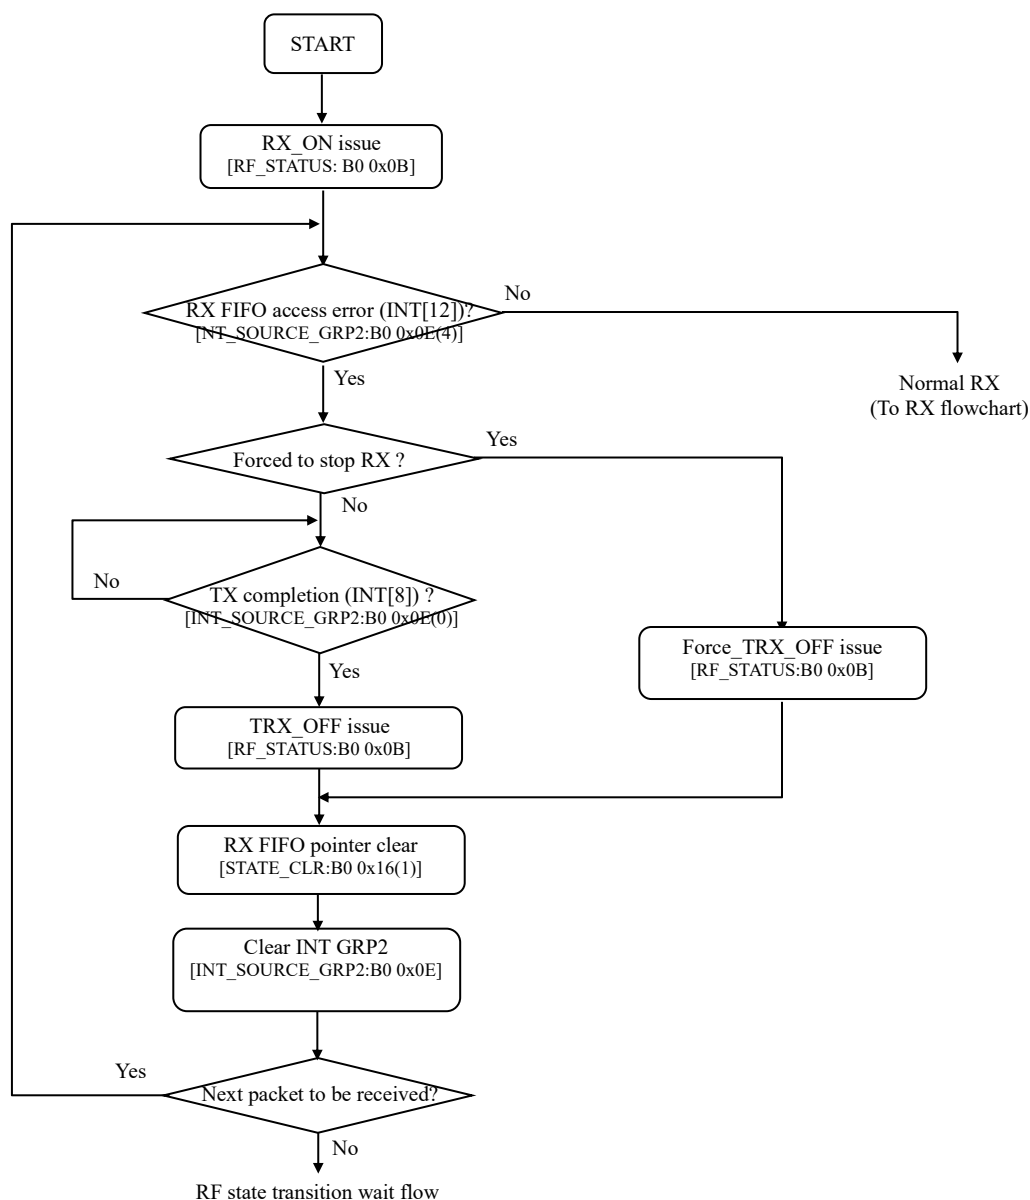 START
RX_ON issue
[RF_STATUS: B0 0x0B]
RX FIFO access error (INT[12])?
[NT_SOURCE_GRP2:B0 0x0E(4)]
No
Normal RX
(To RX flowchart)
Yes
Forced to stop RX ?
Yes
No
TX completion (INT[8]) ?
[INT_SOURCE_GRP2:B0 0x0E(0)]
No
Yes
Force_TRX_OFF issue
[RF_STATUS:B0 0x0B]
TRX_OFF issue
[RF_STATUS:B0 0x0B]
RX FIFO pointer clear
[STATE_CLR:B0 0x16(1)]
Clear INT GRP2
[INT_SOURCE_GRP2:B0 0x0E]
Yes
Next packet to be received?
No
RF state transition wait flow